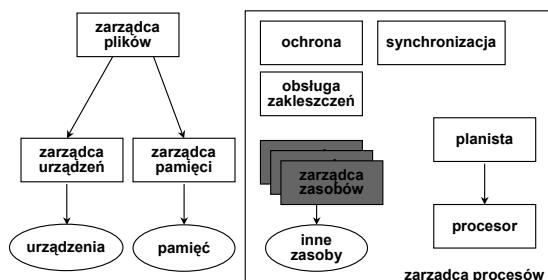 zarządca
plików
ochrona
synchronizacja
obsługa
zakleszczeń
zarządca
urządzeń
zarządca
pamięci
zarządca
zasobów
planista
urządzenia
pamięć
inne
zasoby
procesor
zarządca procesów